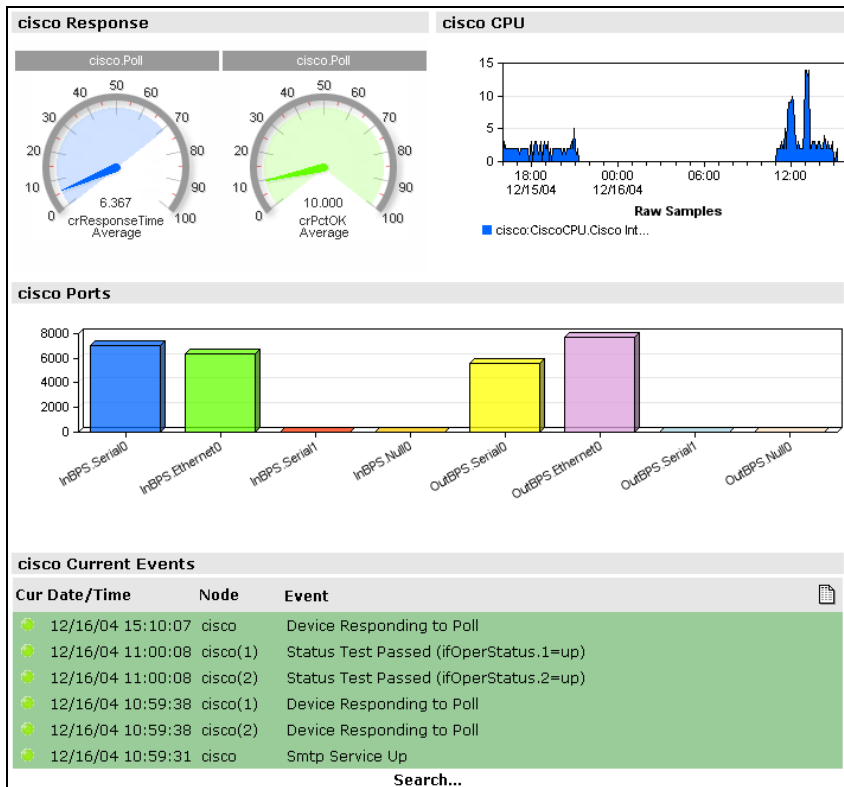 cisco Response
cisco.Poll
0 10 20 30 40 50 60 70 80 90 100
6.367
crResponseTime
Average
cisco.Poll
0 10 20 30 40 50 60 70 80 90 100
10.000
crPctOK
Average
cisco CPU
15
10
5
0
18:00 00:00 06:00 12:00
12/15/04 12/16/04
Raw Samples
cisco:CiscoCPU.Cisco Int...
cisco Ports
8000
6000
4000
2000
0
InBPS.Serial0 InBPS.Ethernet0 InBPS.Serial1 InBPS.Null0 OutBPS.Serial0 OutBPS.Ethernet0 OutBPS.Serial1 OutBPS.Null0
cisco Current Events
Cur Date/Time Node Event
12/16/04 15:10:07 cisco Device Responding to Poll
12/16/04 11:00:08 cisco(1) Status Test Passed (ifOperStatus.1=up)
12/16/04 11:00:08 cisco(2) Status Test Passed (ifOperStatus.2=up)
12/16/04 10:59:38 cisco(1) Device Responding to Poll
12/16/04 10:59:38 cisco(2) Device Responding to Poll
12/16/04 10:59:31 cisco Smtp Service Up
Search...